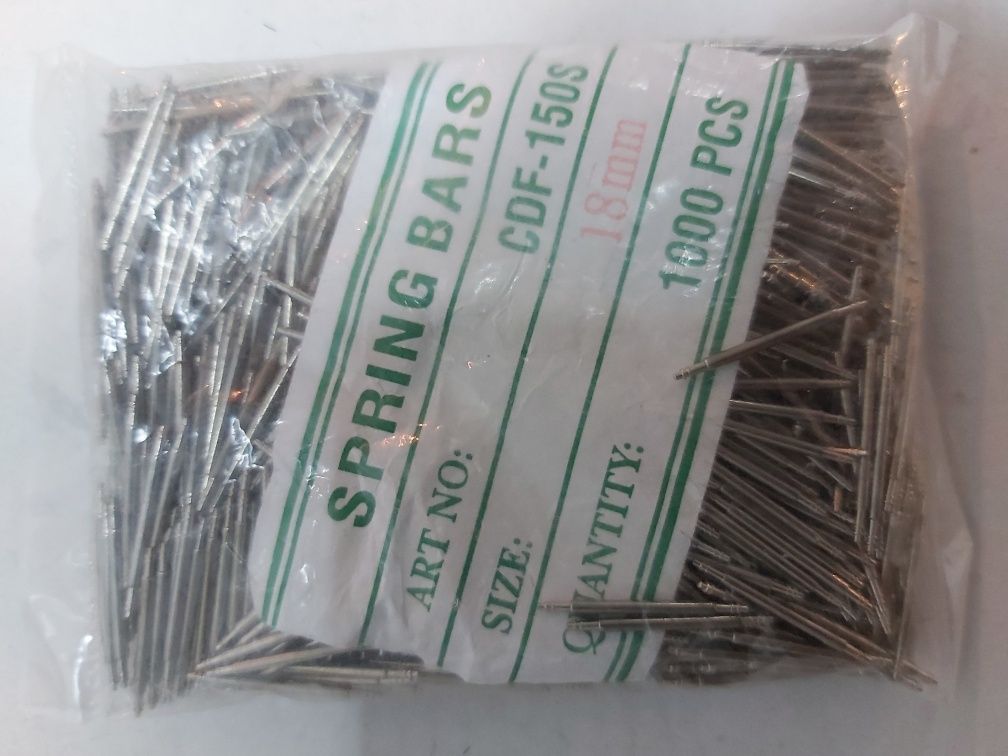 SPRING BARS
ART NO: CDF-150S
SIZE: 18mm
QUANTITY: 1000 PCS